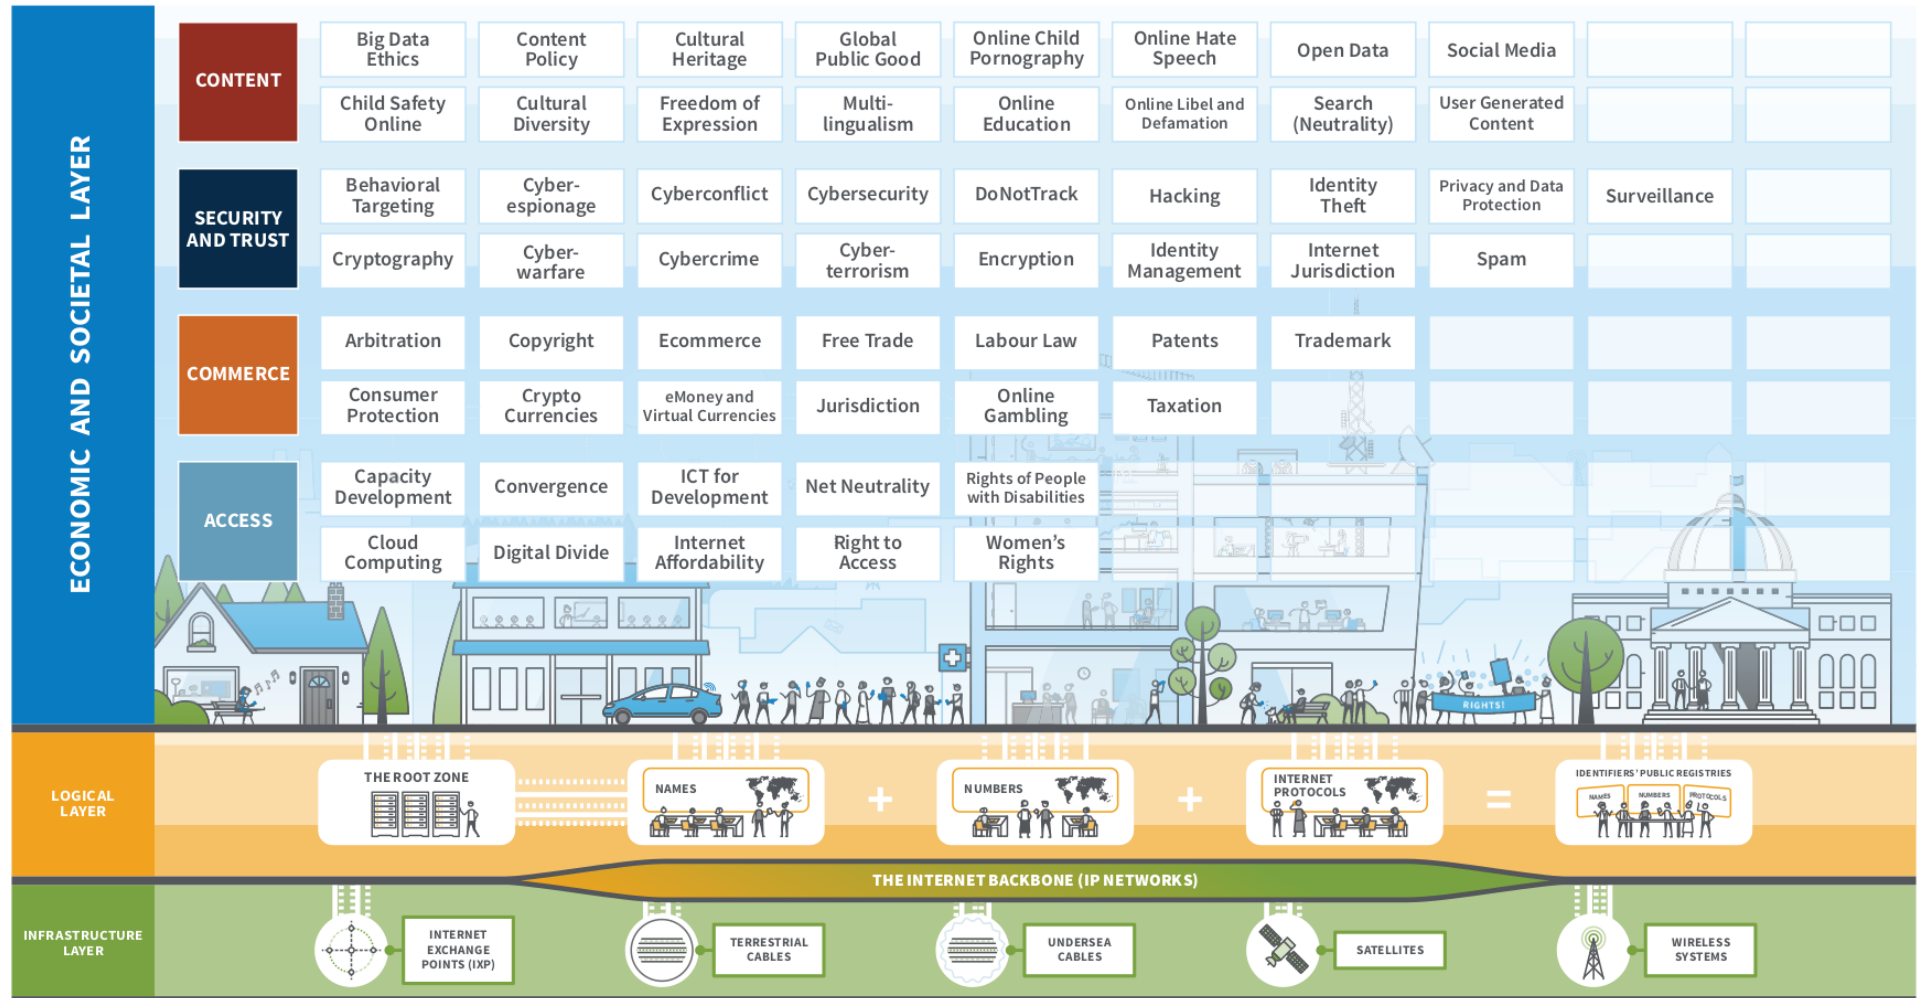 ECONOMIC AND SOCIETAL LAYER
CONTENT
Big Data
Ethics
Content
Policy
Cultural
Heritage
Global
Public Good
Online Child
Pornography
Online Hate
Speech
Open Data
Social Media
Child Safety
Online
Cultural
Diversity
Freedom of
Expression
Multi-
lingualism
Online
Education
Online Libel and
Defamation
Search
(Neutrality)
User Generated
Content
SECURITY
AND TRUST
Behavioral
Targeting
Cyber-
espionage
Cyberconflict
Cybersecurity
DoNotTrack
Hacking
Identity
Theft
Privacy and Data
Protection
Surveillance
Cryptography
Cyber-
warfare
Cybercrime
Cyber-
terrorism
Encryption
Identity
Management
Internet
Jurisdiction
Spam
COMMERCE
Arbitration
Copyright
Ecommerce
Free Trade
Labour Law
Patents
Trademark
Consumer
Protection
Crypto
Currencies
eMoney and
Virtual Currencies
Jurisdiction
Online
Gambling
Taxation
ACCESS
Capacity
Development
Convergence
ICT for
Development
Net Neutrality
Rights of People
with Disabilities
Cloud
Computing
Digital Divide
Internet
Affordability
Right to
Access
Women's
Rights
RIGHTS!
LOGICAL
LAYER
THE ROOT ZONE
NAMES
+
NUMBERS
+
INTERNET
PROTOCOLS
=
IDENTIFIERS' PUBLIC REGISTRIES
NAMES
NUMBERS
PROTOCOLS
THE INTERNET BACKBONE (IP NETWORKS)
INFRASTRUCTURE
LAYER
INTERNET
EXCHANGE
POINTS (IXP)
TERRESTRIAL
CABLES
UNDERSEA
CABLES
SATELLITES
WIRELESS
SYSTEMS